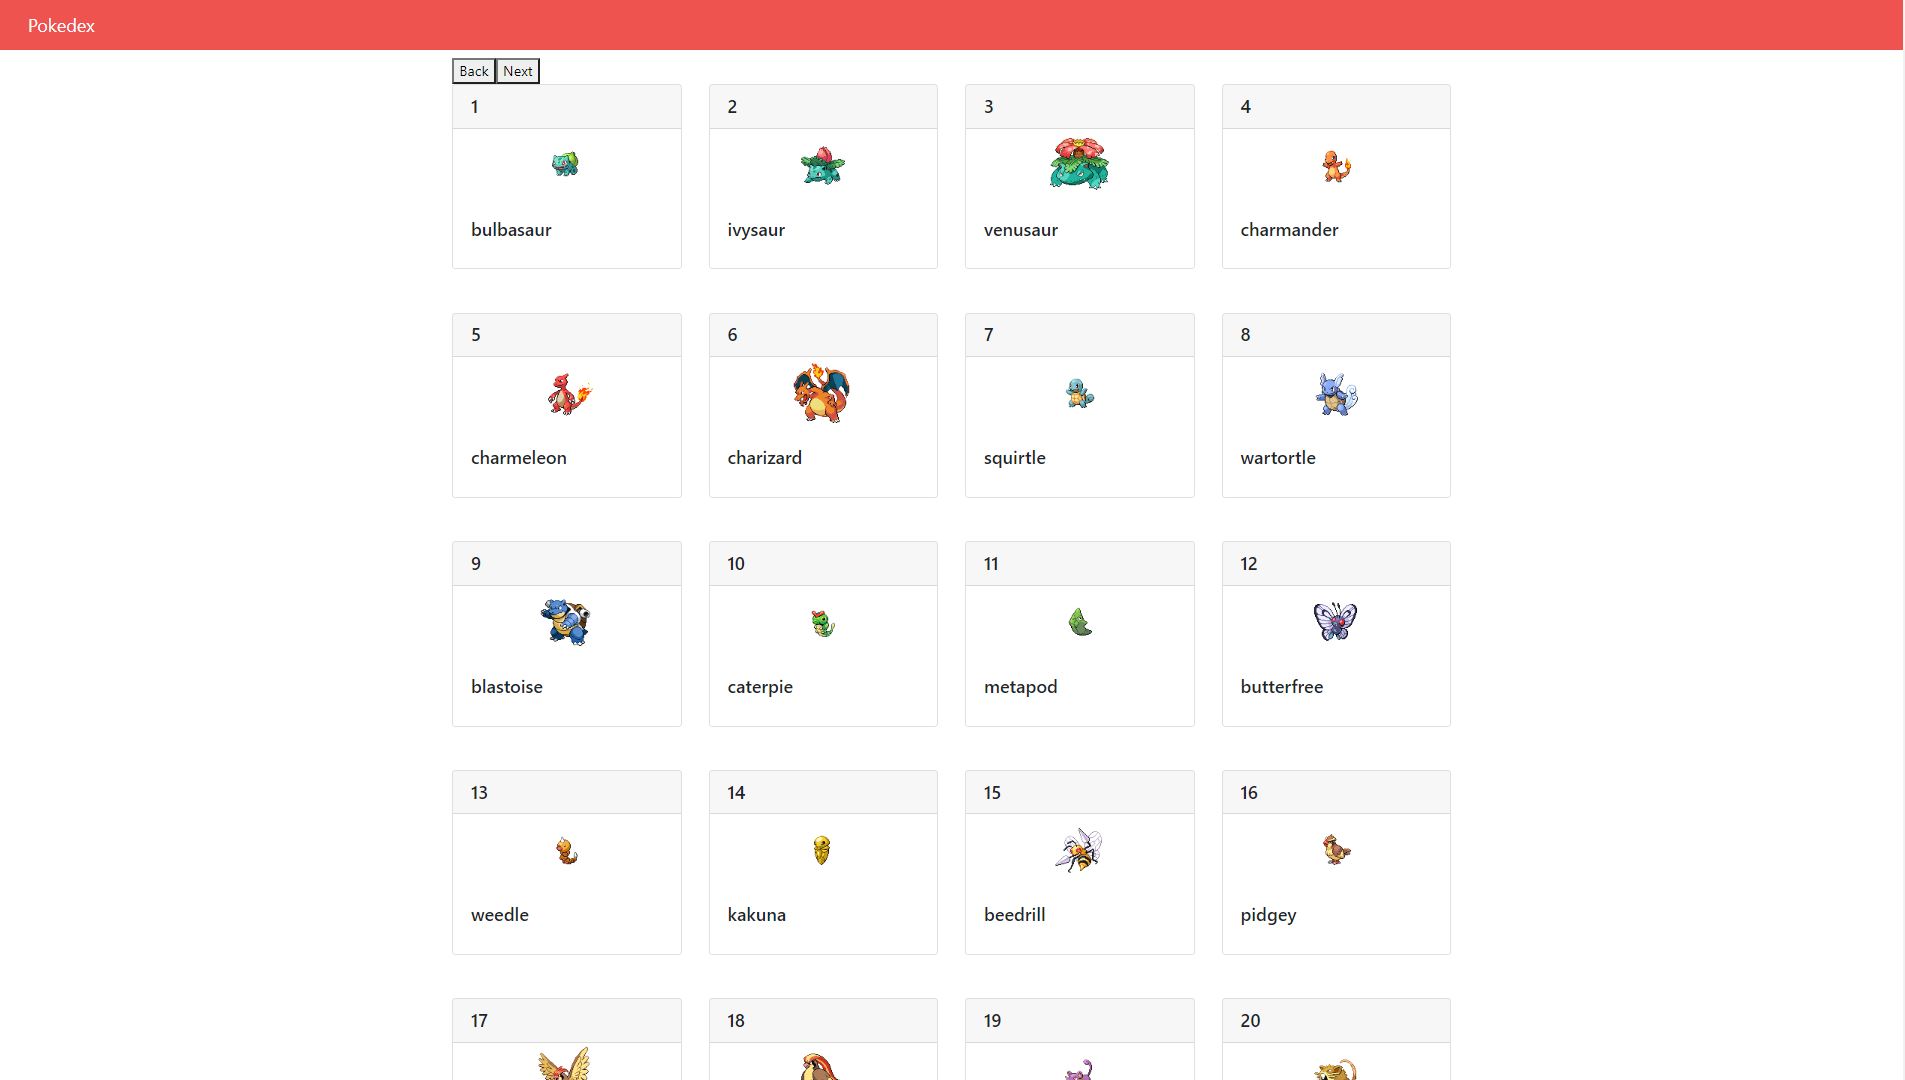 Pokedex
Back Next
1 2 3 4
bulbasaur ivysaur venusaur charmander
5 6 7 8
charmeleon charizard squirtle wartortle
9 10 11 12
blastoise caterpie metapod butterfree
13 14 15 16
weedle kakuna beedrill pidgey
17 18 19 20